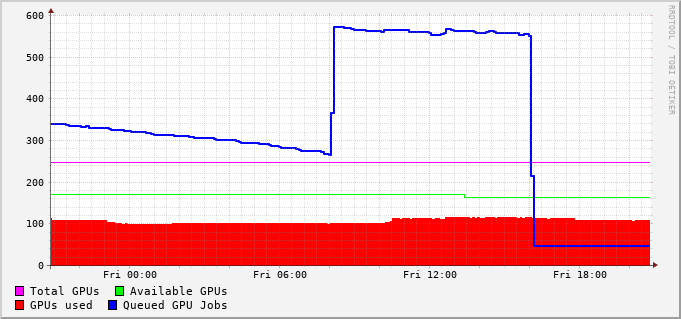 600
500
400
300
200
100
0
Fri 00:00 Fri 06:00 Fri 12:00 Fri 18:00
Total GPUs Available GPUs
GPUs used Queued GPU Jobs
RRDTOOL / TOBI OETIKER